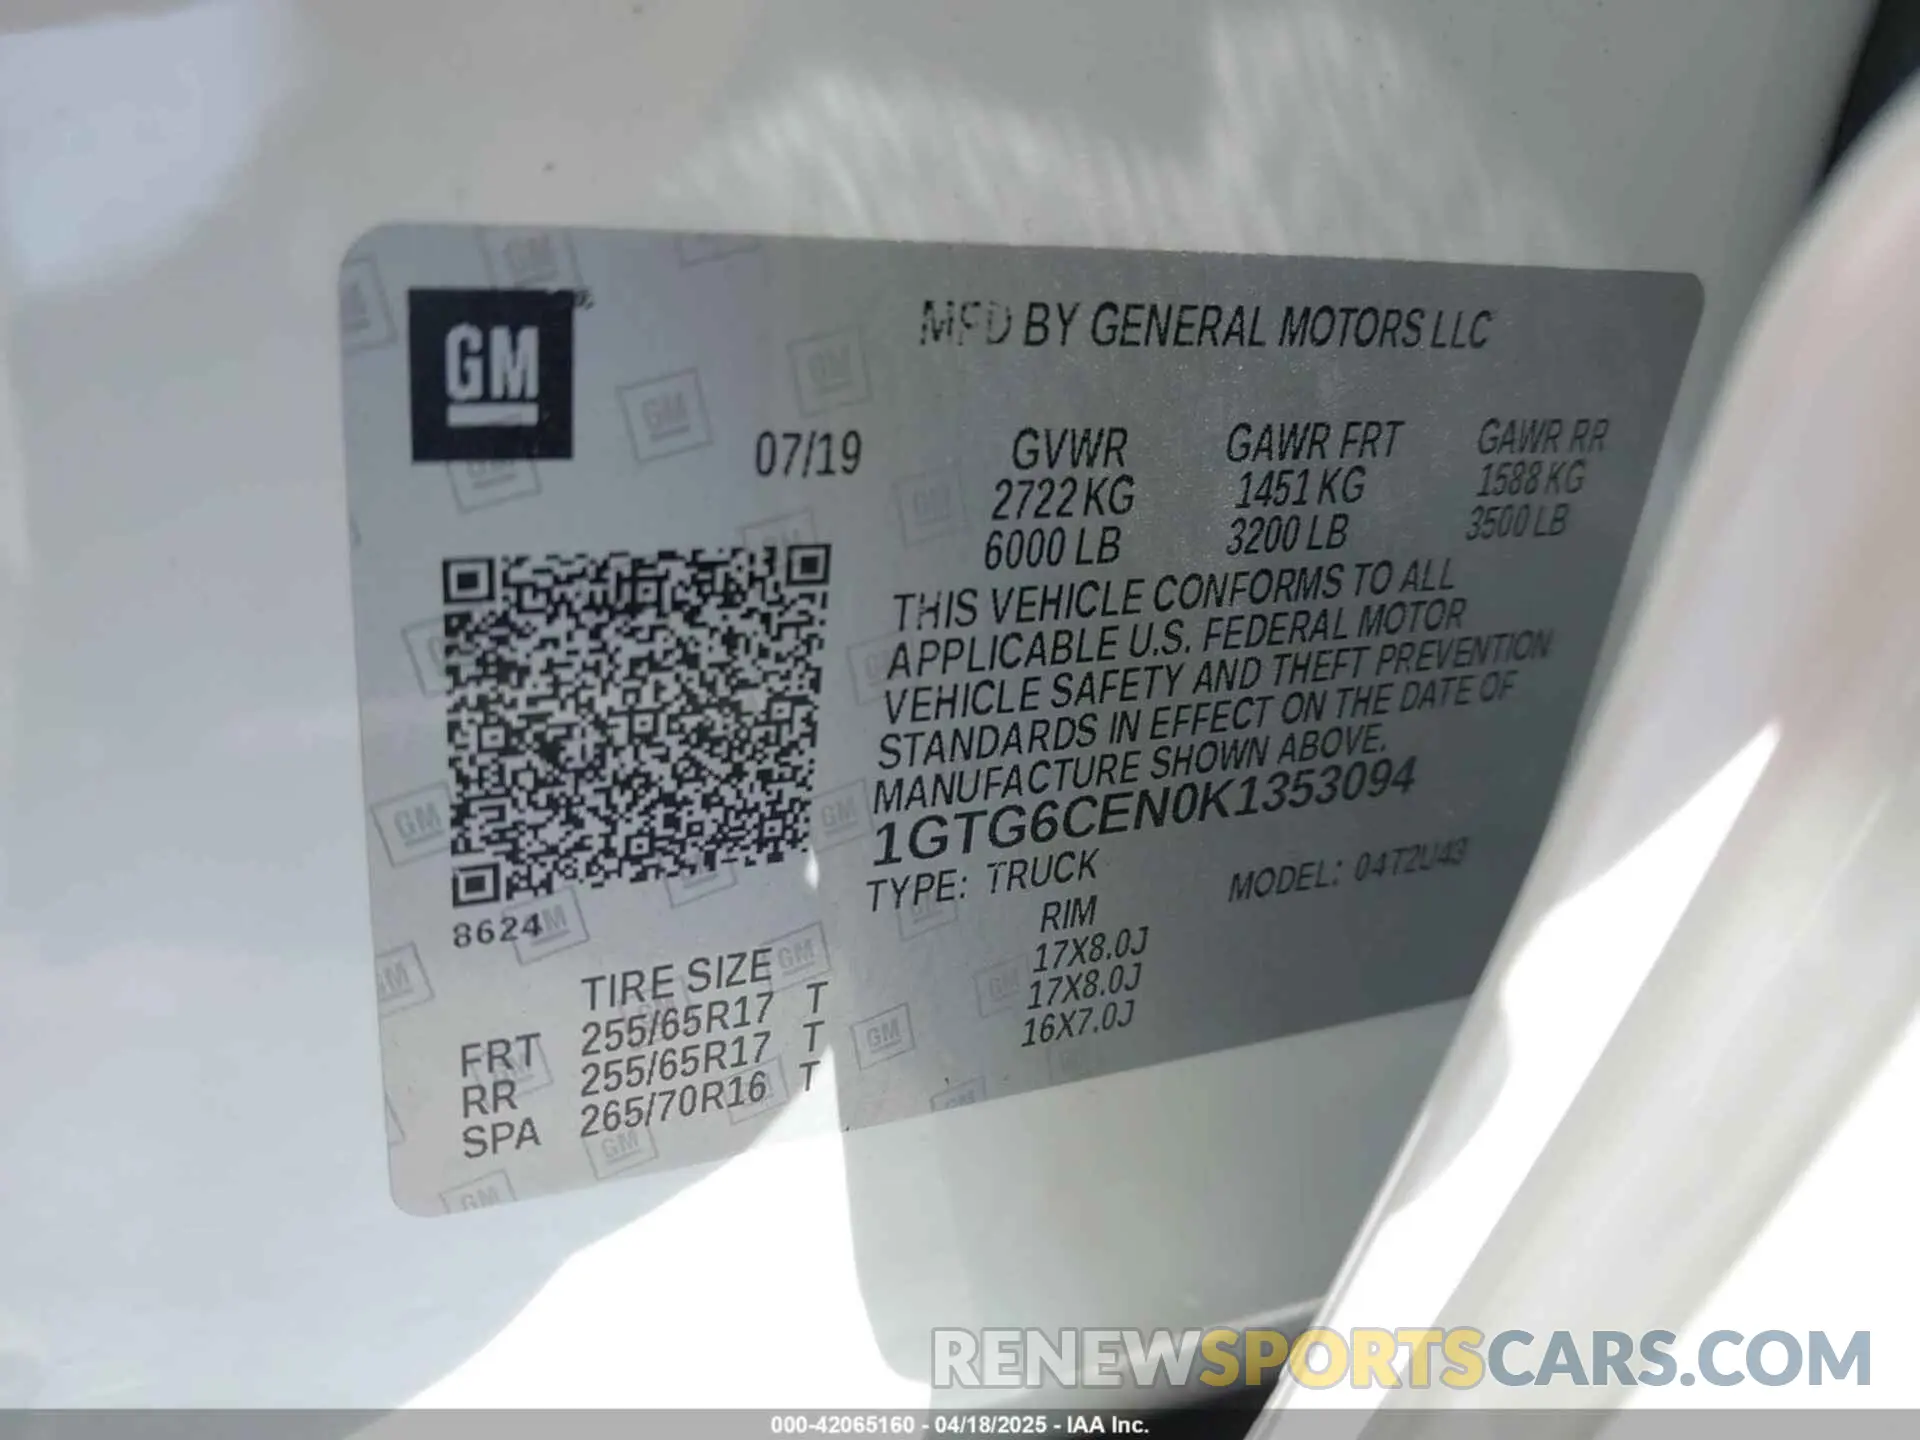 GM
MFD BY GENERAL MOTORS LLC
07/19
GVWR GAWR FRT GAWR RR
2722 KG 1451 KG 1588 KG
6000 LB 3200 LB 3500 LB
THIS VEHICLE CONFORMS TO ALL
APPLICABLE U.S. FEDERAL MOTOR
VEHICLE SAFETY AND THEFT PREVENTION
STANDARDS IN EFFECT ON THE DATE OF
MANUFACTURE SHOWN ABOVE.
1GTG6CEN0K1353094
TYPE: TRUCK MODEL: 04T2U43
8624
TIRE SIZE RIM
FRT 255/65R17 T 17X8.0J
RR 255/65R17 T 17X8.0J
SPA 265/70R16 T 16X7.0J
RENEWSPORTSCARS.COM
000-42065160 - 04/18/2025 - IAA Inc.